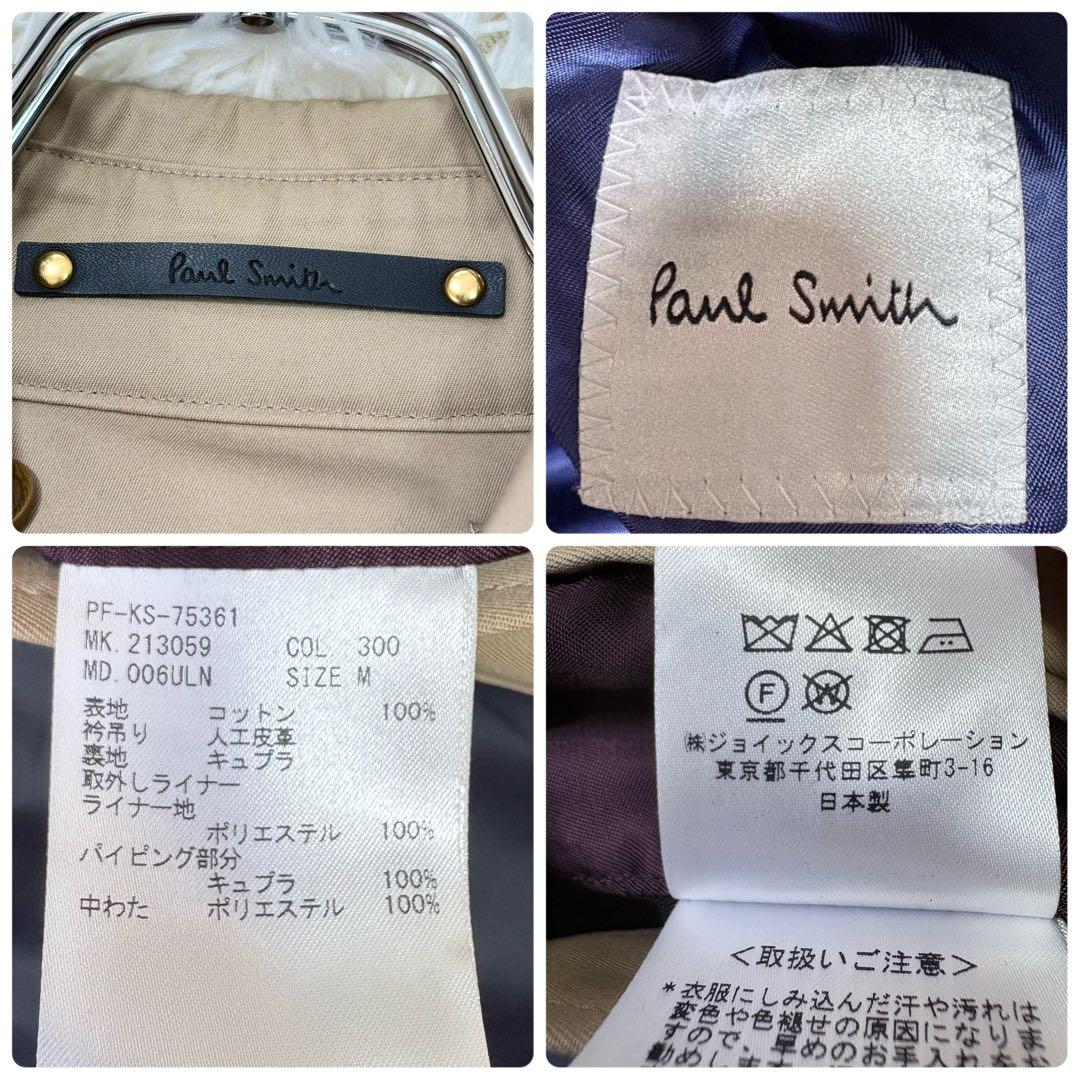 Paul Smith
Paul Smith
PF-KS-75361
MK. 213059 COL 300
MD. 006ULN SIZE M
表地 コットン 100%
衿吊り 人工皮革
裏地 キュプラ
取外しライナー
ライナー地
ポリエステル 100%
パイピング部分
キュプラ 100%
中わた ポリエステル 100%
F
W
㈱ジョイックスコーポレーション
東京都千代田区隼町3-16
日本製
<取扱いご注意>
*衣服にしみ込んだ汗や汚れは
変色や色褪せの原因になりま
すので、早めのお手入れをお
勧めしま